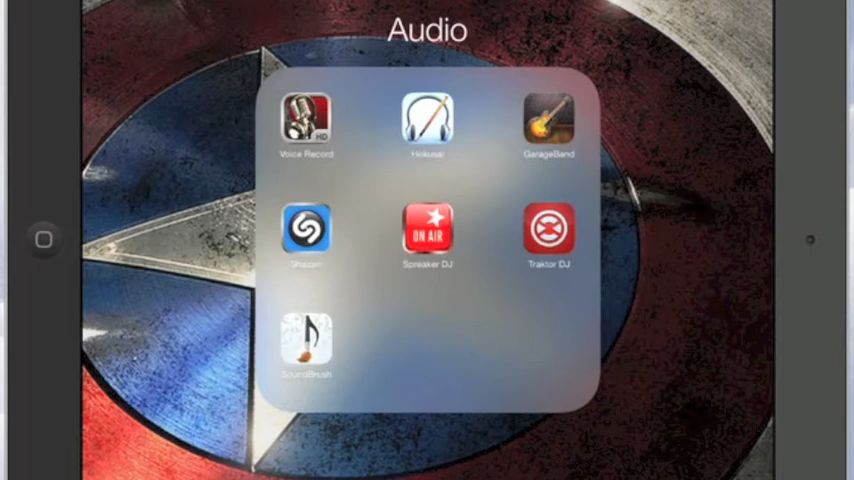 Audio
HD
Voice Record
Hokusai
GarageBand
Shazam
ON AIR
Spreaker DJ
Traktor DJ
SoundBrush